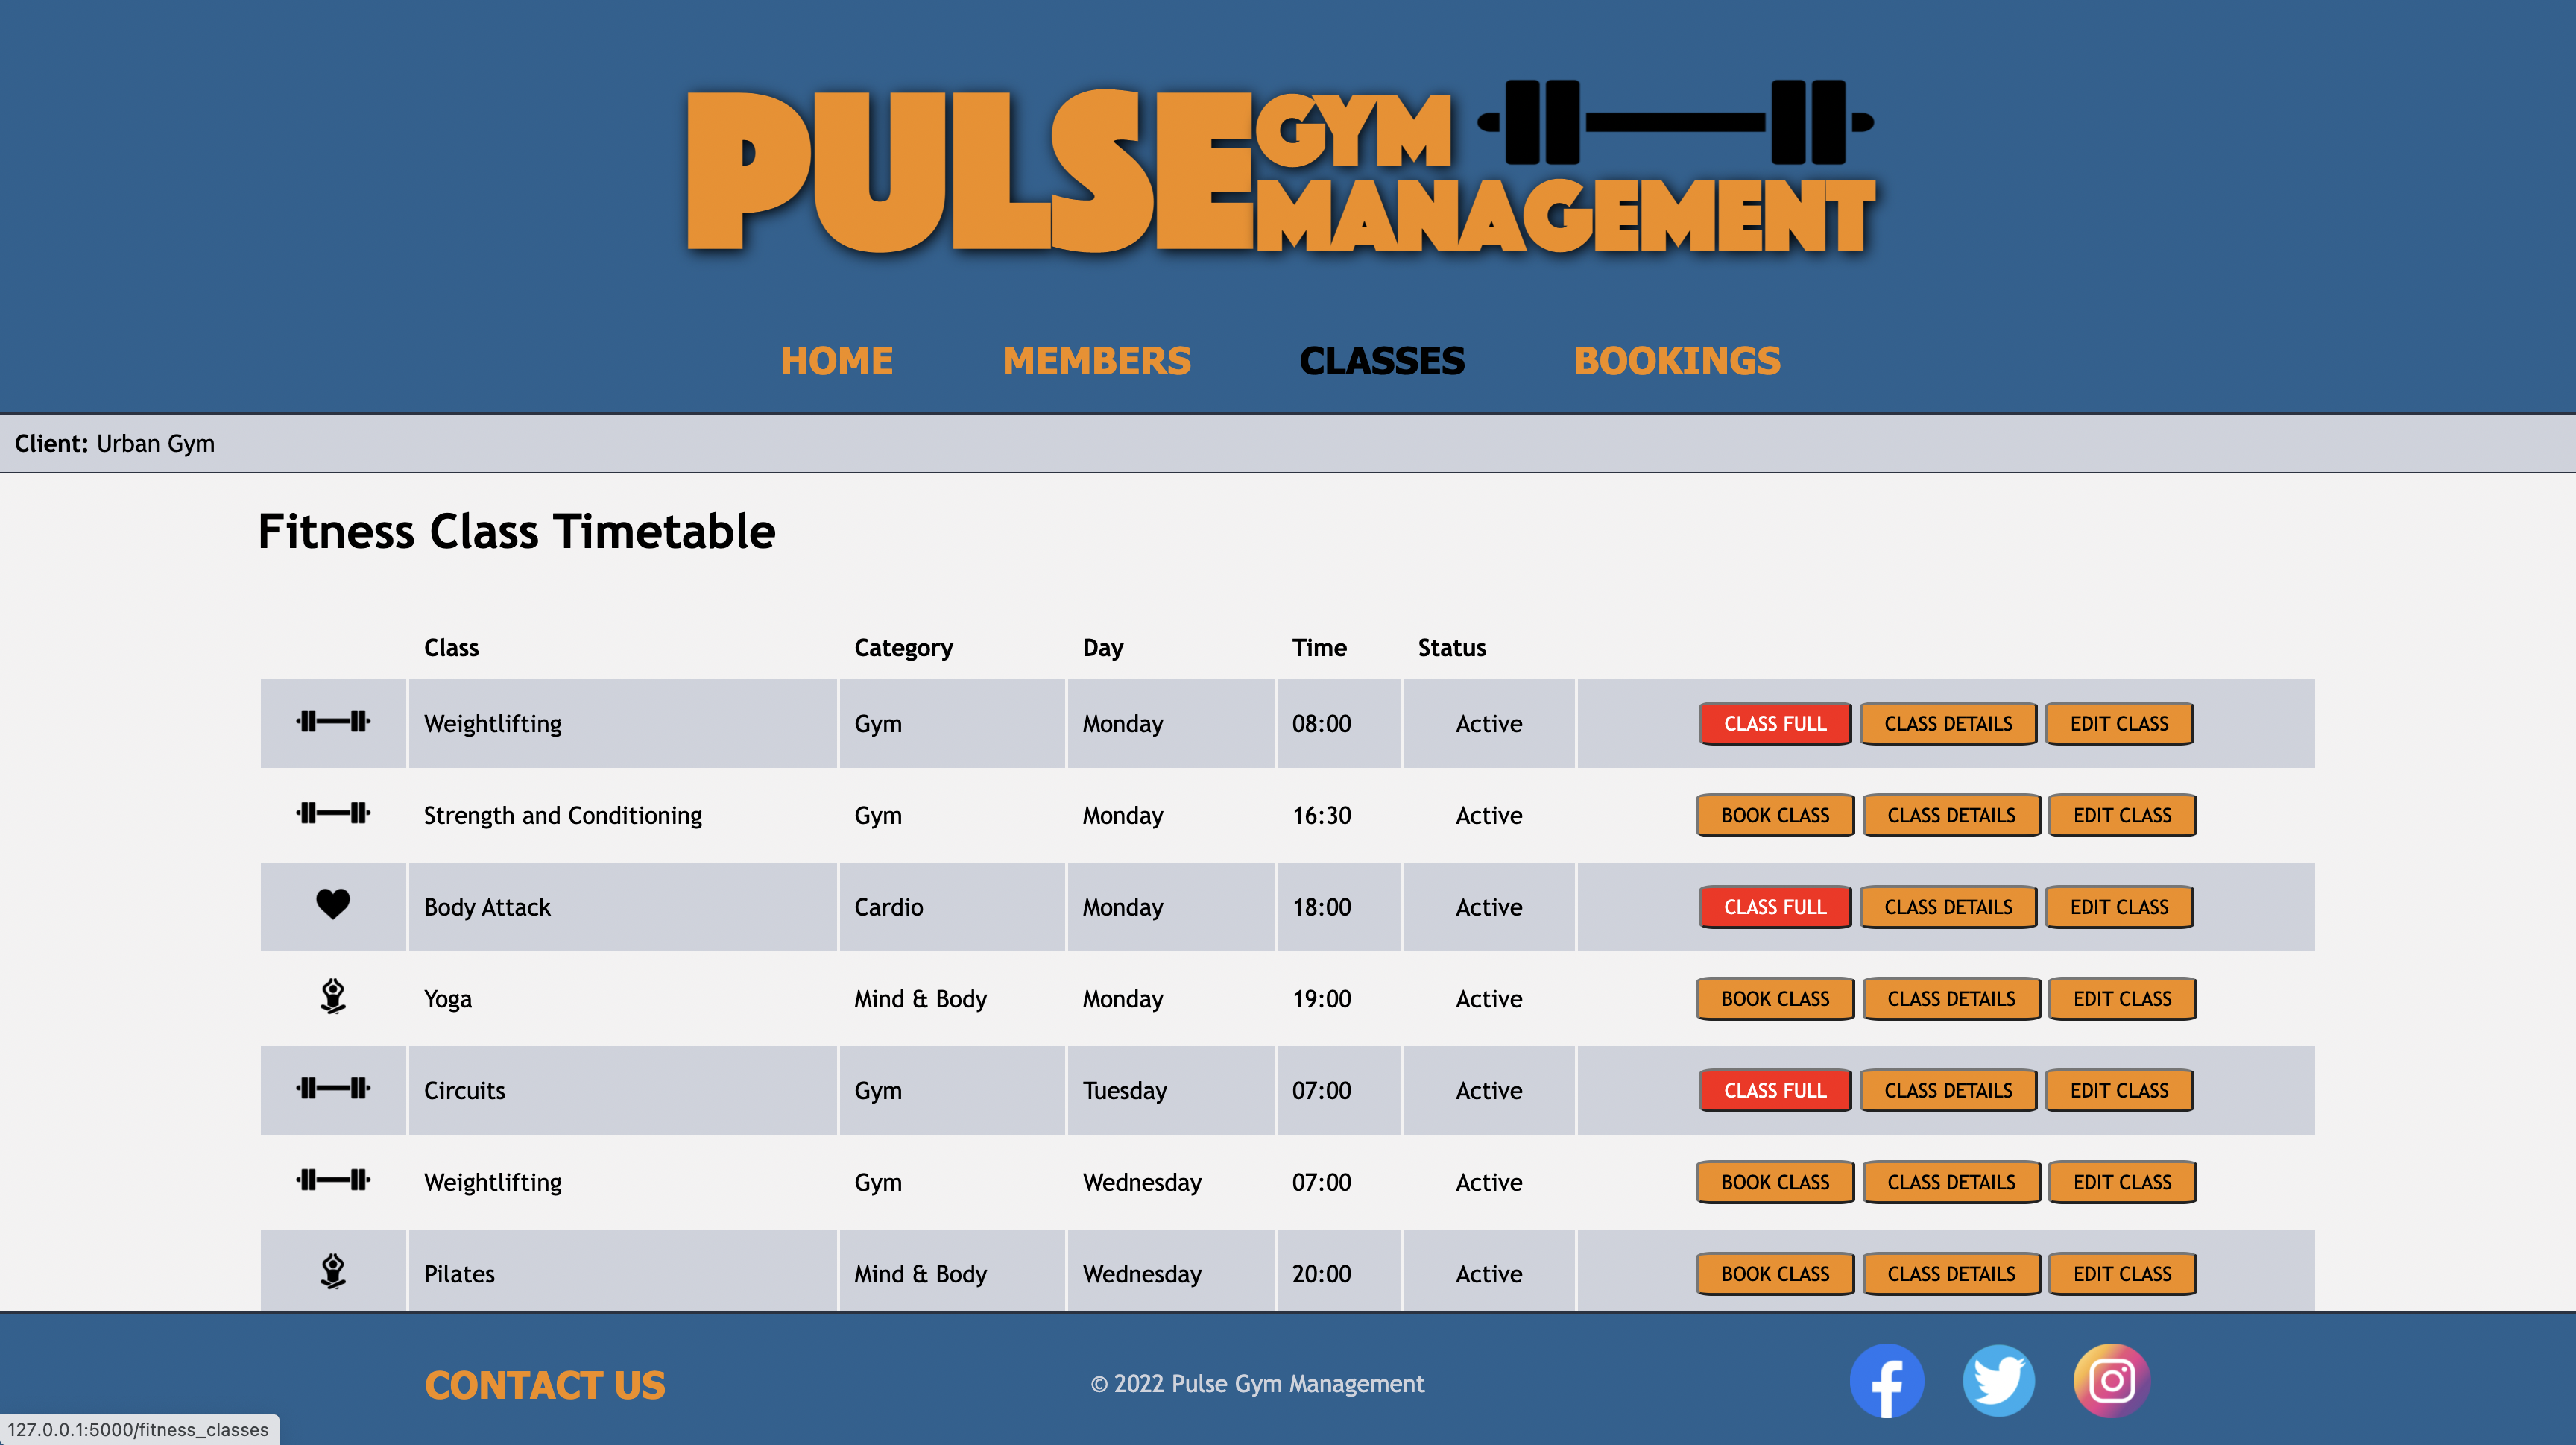 PULSE GYM MANAGEMENT
HOME MEMBERS CLASSES BOOKINGS
Client: Urban Gym
Fitness Class Timetable
Class Category Day Time Status
Weightlifting Gym Monday 08:00 Active CLASS FULL CLASS DETAILS EDIT CLASS
Strength and Conditioning Gym Monday 16:30 Active BOOK CLASS CLASS DETAILS EDIT CLASS
Body Attack Cardio Monday 18:00 Active CLASS FULL CLASS DETAILS EDIT CLASS
Yoga Mind & Body Monday 19:00 Active BOOK CLASS CLASS DETAILS EDIT CLASS
Circuits Gym Tuesday 07:00 Active CLASS FULL CLASS DETAILS EDIT CLASS
Weightlifting Gym Wednesday 07:00 Active BOOK CLASS CLASS DETAILS EDIT CLASS
Pilates Mind & Body Wednesday 20:00 Active BOOK CLASS CLASS DETAILS EDIT CLASS
CONTACT US © 2022 Pulse Gym Management
127.0.0.1:5000/fitness_classes